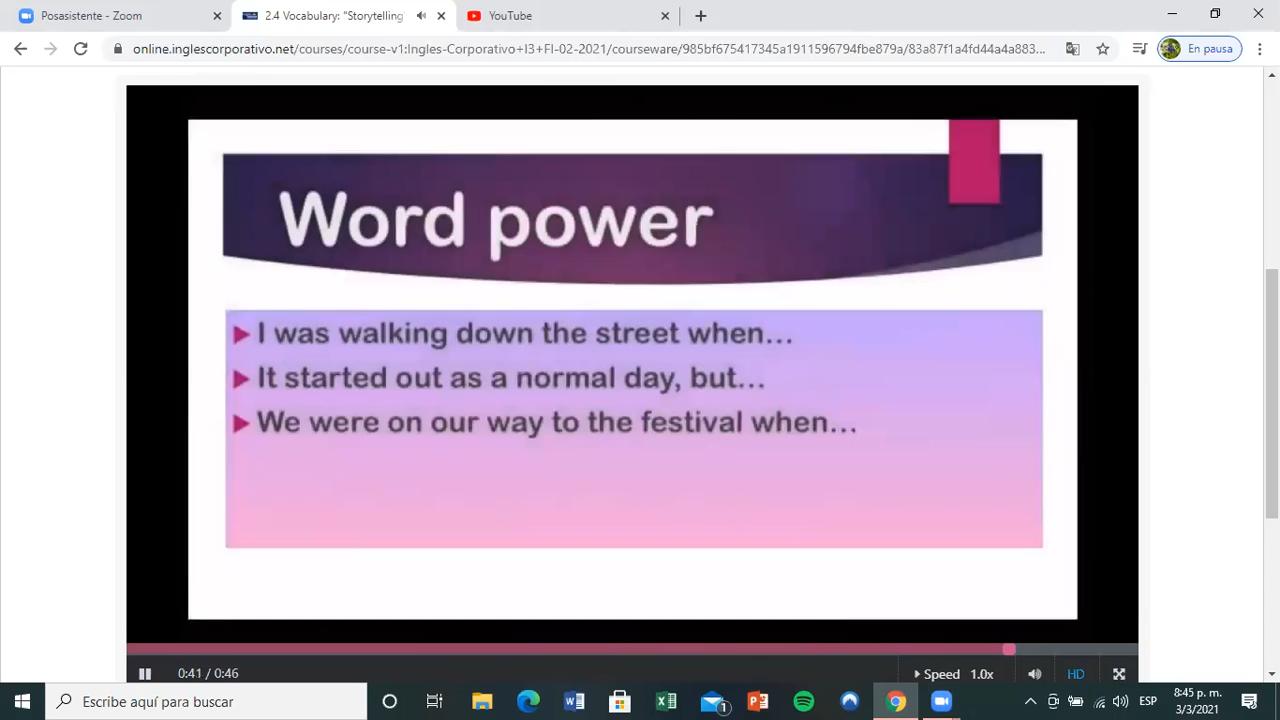 Posasistente - Zoom
2.4 Vocabulary: "Storytelling
YouTube
online.inglescorporativo.net/courses/course-v1:Ingles-Corporativo+I3+FI-02-2021/courseware/985bf675417345a1911596794fbe879a/83a87f1a4fd44a4a883...
En pausa
Word power
I was walking down the street when...
It started out as a normal day, but...
We were on our way to the festival when...
0:41 / 0:46
Speed 1.0x
HD
Escribe aquí para buscar
1
ESP
8:45 p. m.
3/3/2021